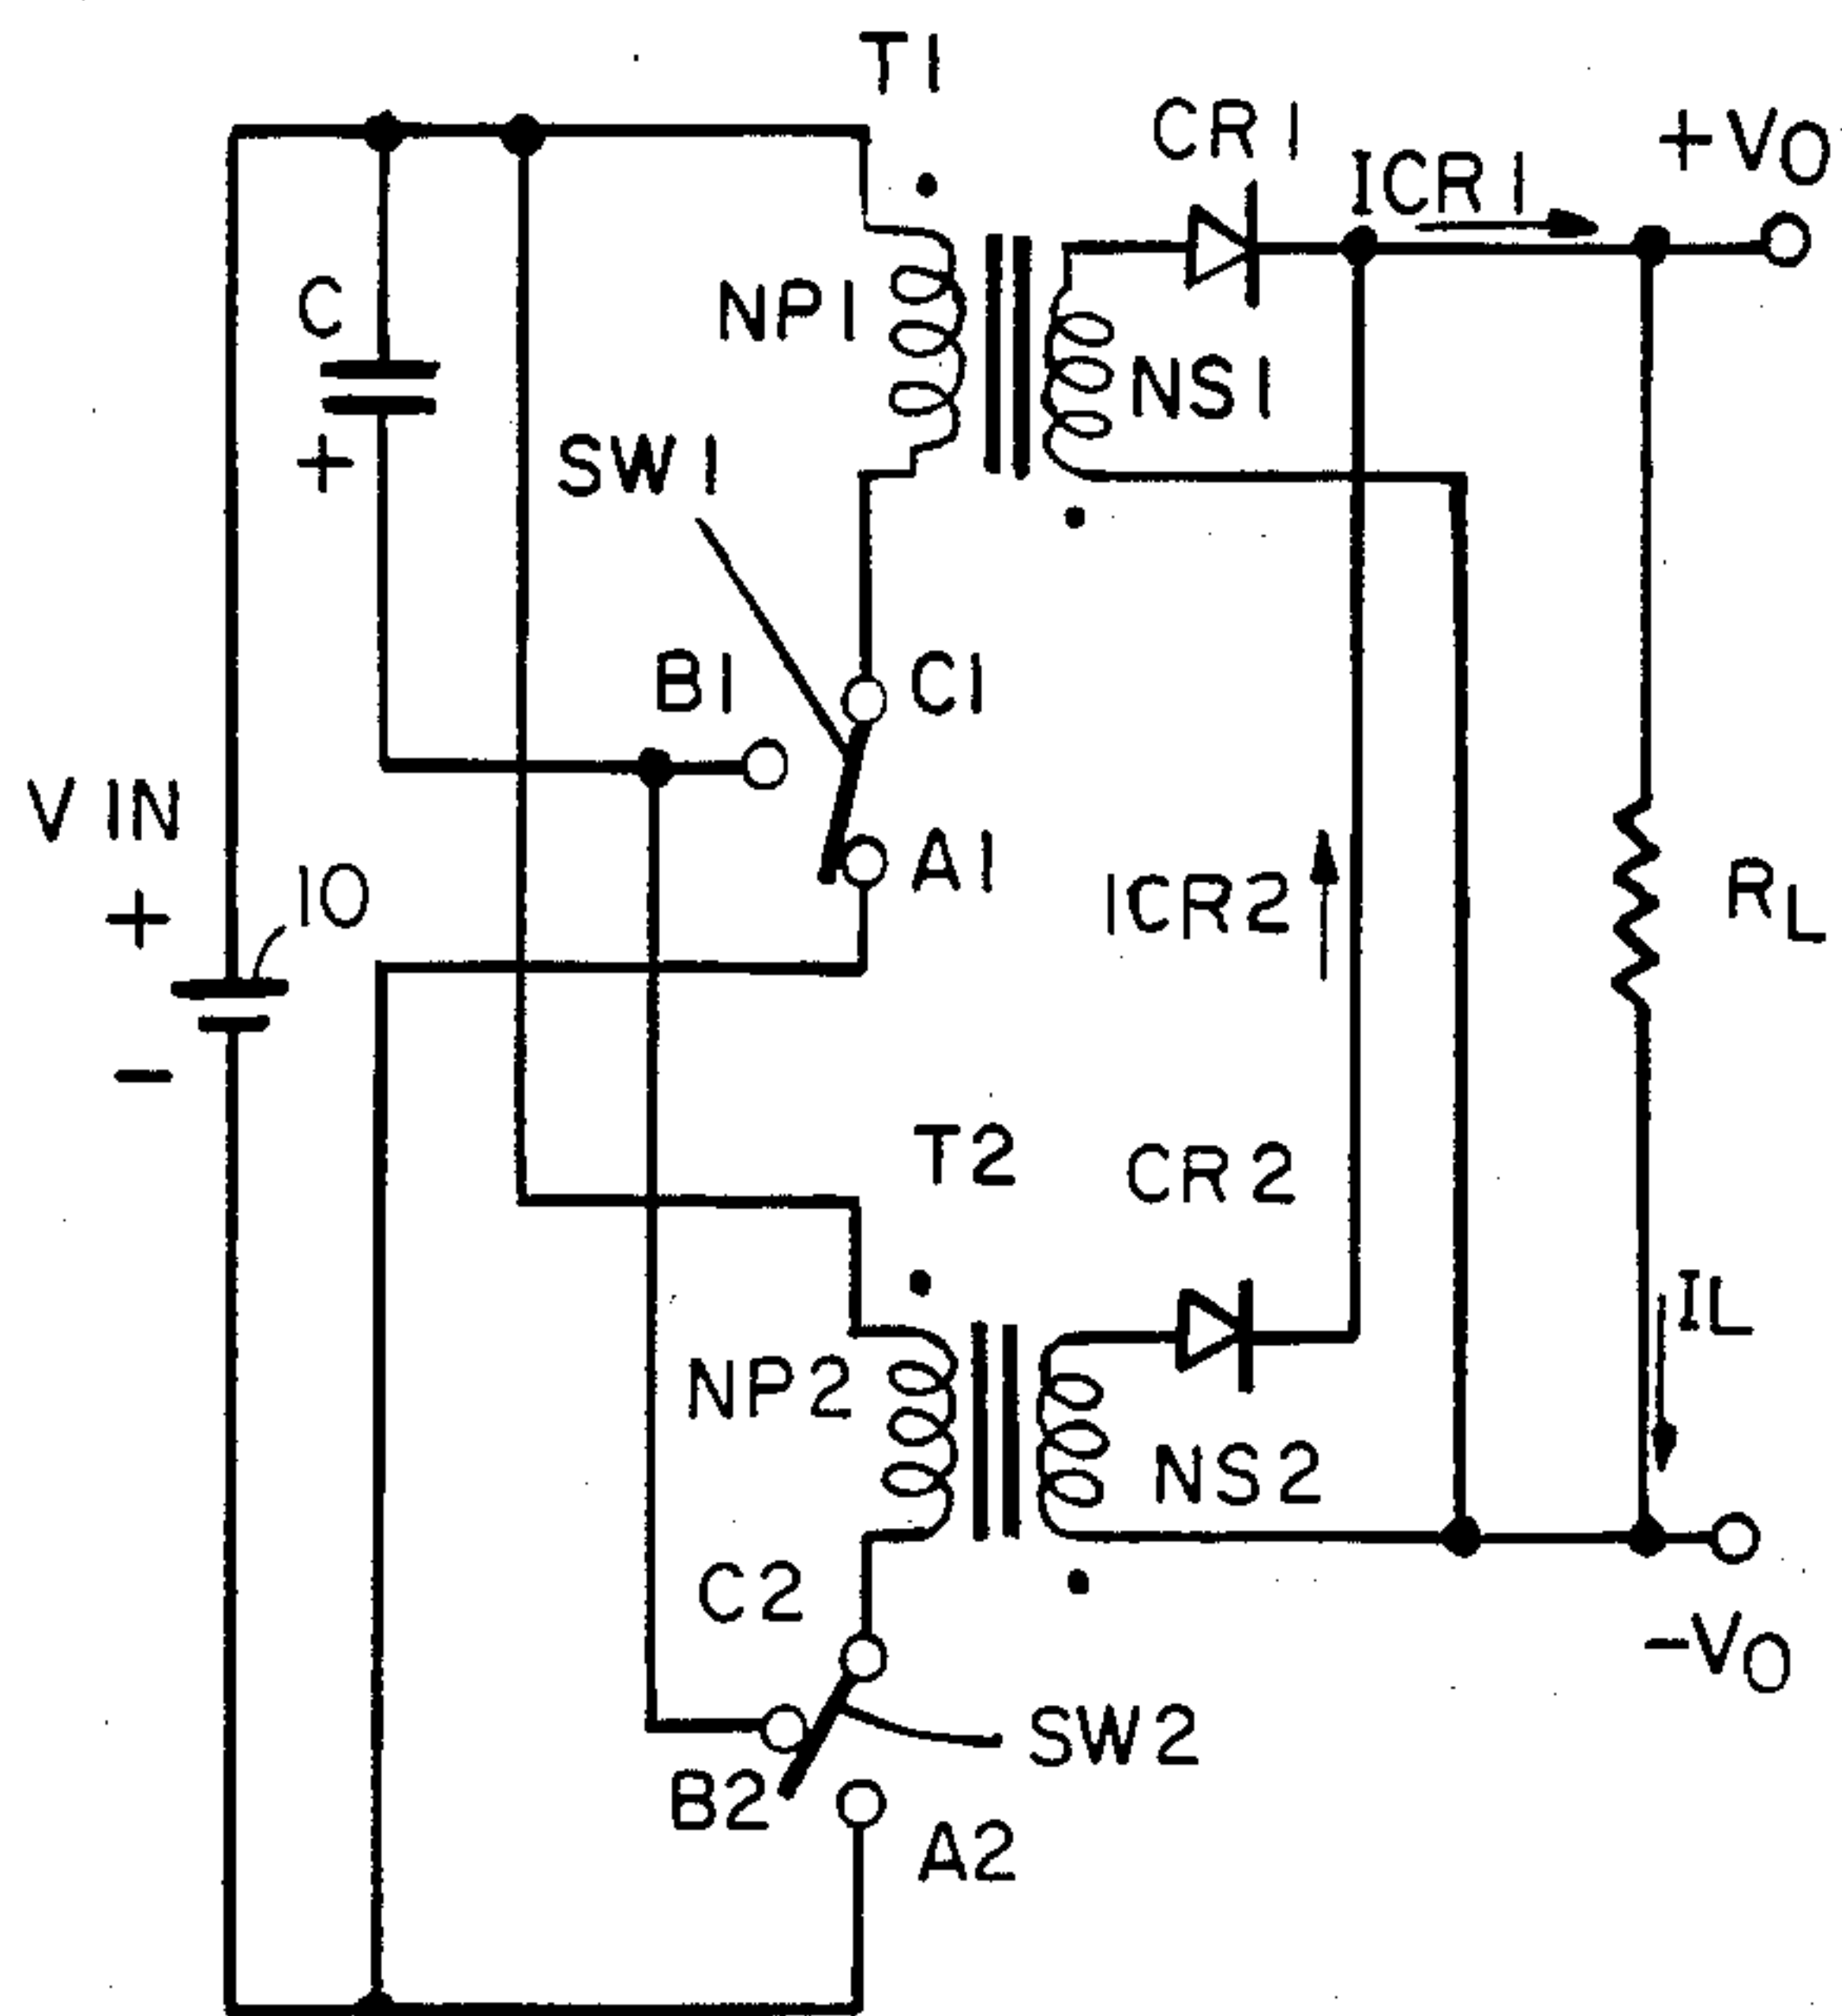 T1
CR1
ICR1
+VO
C
NP1
NS1
+
SW1
B1
C1
VIN
A1
+
10
ICR2
RL
-
T2
CR2
IL
NP2
NS2
C2
-VO
SW2
B2
A2